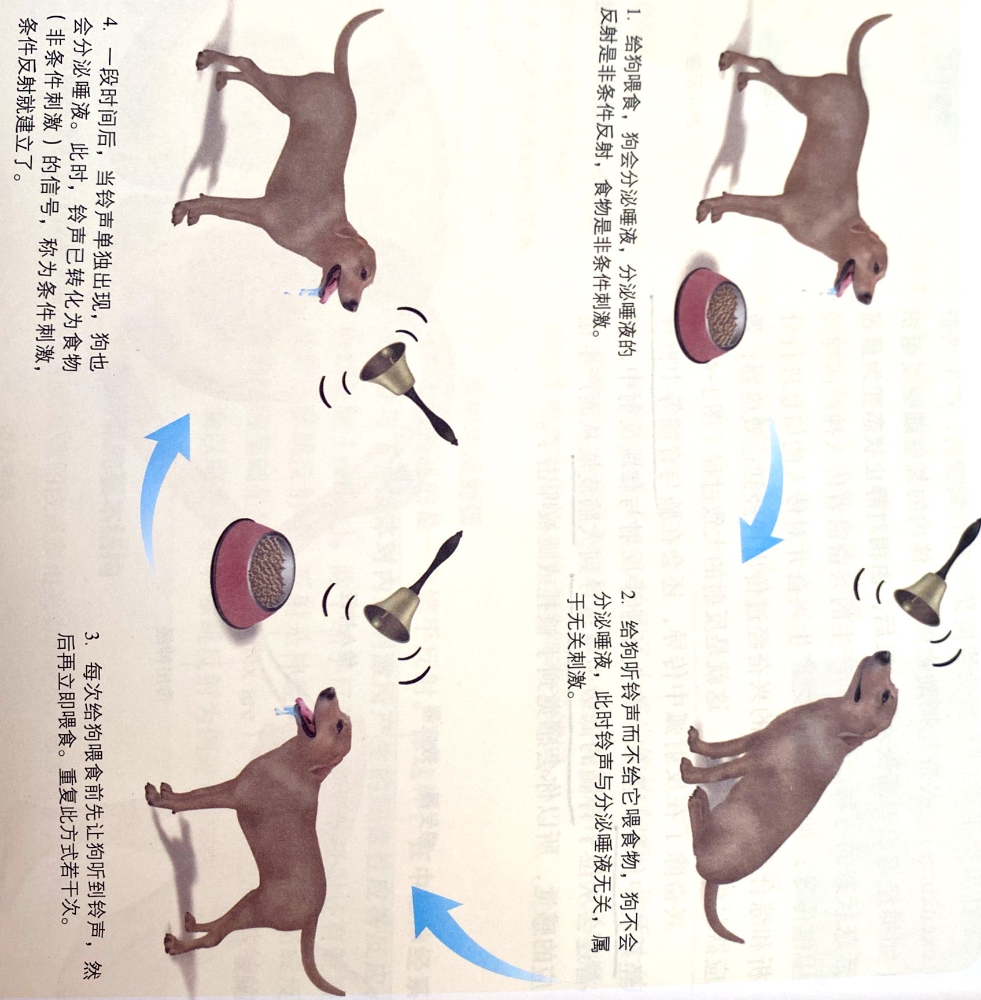 1. 给狗喂食，狗会分泌唾液，分泌唾液的
反射是非条件反射，食物是非条件刺激。
2. 给狗听铃声而不给它喂食物，狗不会
分泌唾液，此时铃声与分泌唾液无关，属
于无关刺激。
3. 每次给狗喂食前先让狗听到铃声，然
后再立即喂食。重复此方式若干次。
4. 一段时间后，当铃声单独出现，狗也
会分泌唾液。此时，铃声已转化为食物
（非条件刺激）的信号，称为条件刺激，
条件反射就建立了。